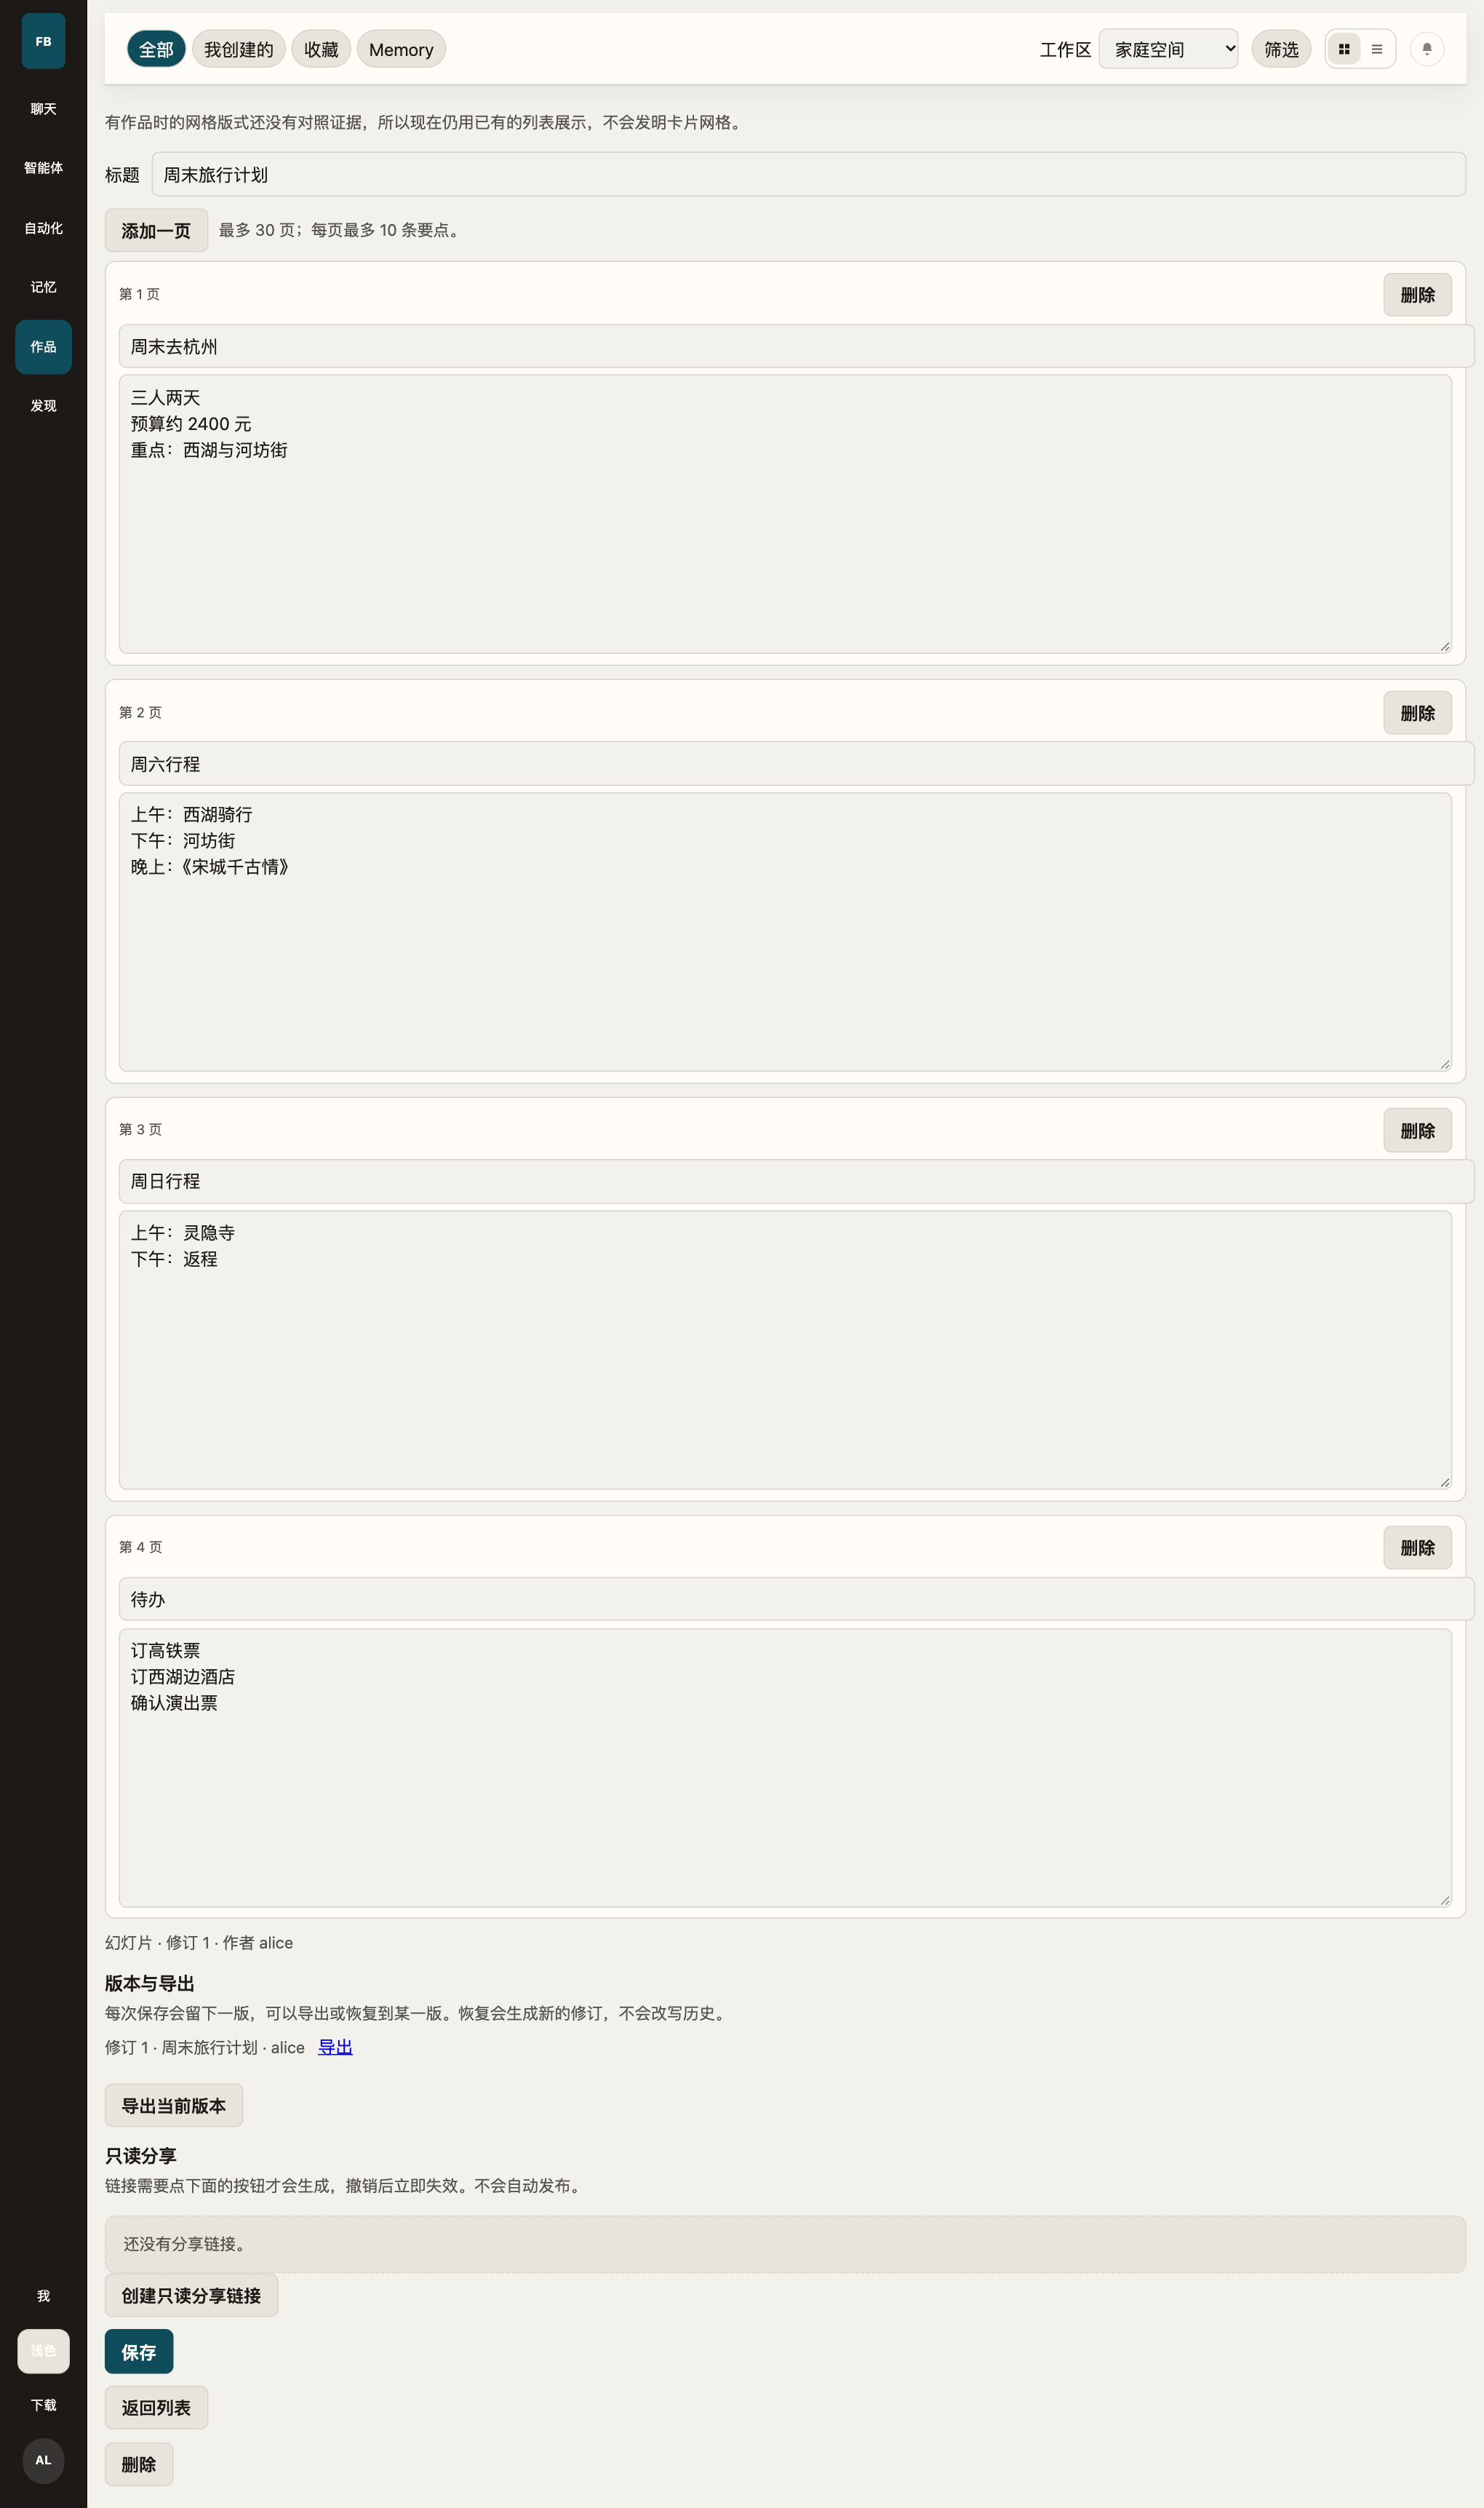 FB
聊天
智能体
自动化
记忆
作品
发现
我
浅色
下载
AL
全部 我创建的 收藏 Memory 工作区 家庭空间 筛选
有作品时的网格版式还没有对照证据，所以现在仍用已有的列表展示，不会发明卡片网格。
标题 周末旅行计划
添加一页 最多 30 页；每页最多 10 条要点。
第 1 页 删除
周末去杭州
三人两天
预算约 2400 元
重点：西湖与河坊街
第 2 页 删除
周六行程
上午：西湖骑行
下午：河坊街
晚上：《宋城千古情》
第 3 页 删除
周日行程
上午：灵隐寺
下午：返程
第 4 页 删除
待办
订高铁票
订西湖边酒店
确认演出票
幻灯片 · 修订 1 · 作者 alice
版本与导出
每次保存会留下一版，可以导出或恢复到某一版。恢复会生成新的修订，不会改写历史。
修订 1 · 周末旅行计划 · alice 导出
导出当前版本
只读分享
链接需要点下面的按钮才会生成，撤销后立即失效。不会自动发布。
还没有分享链接。
创建只读分享链接
保存
返回列表
删除